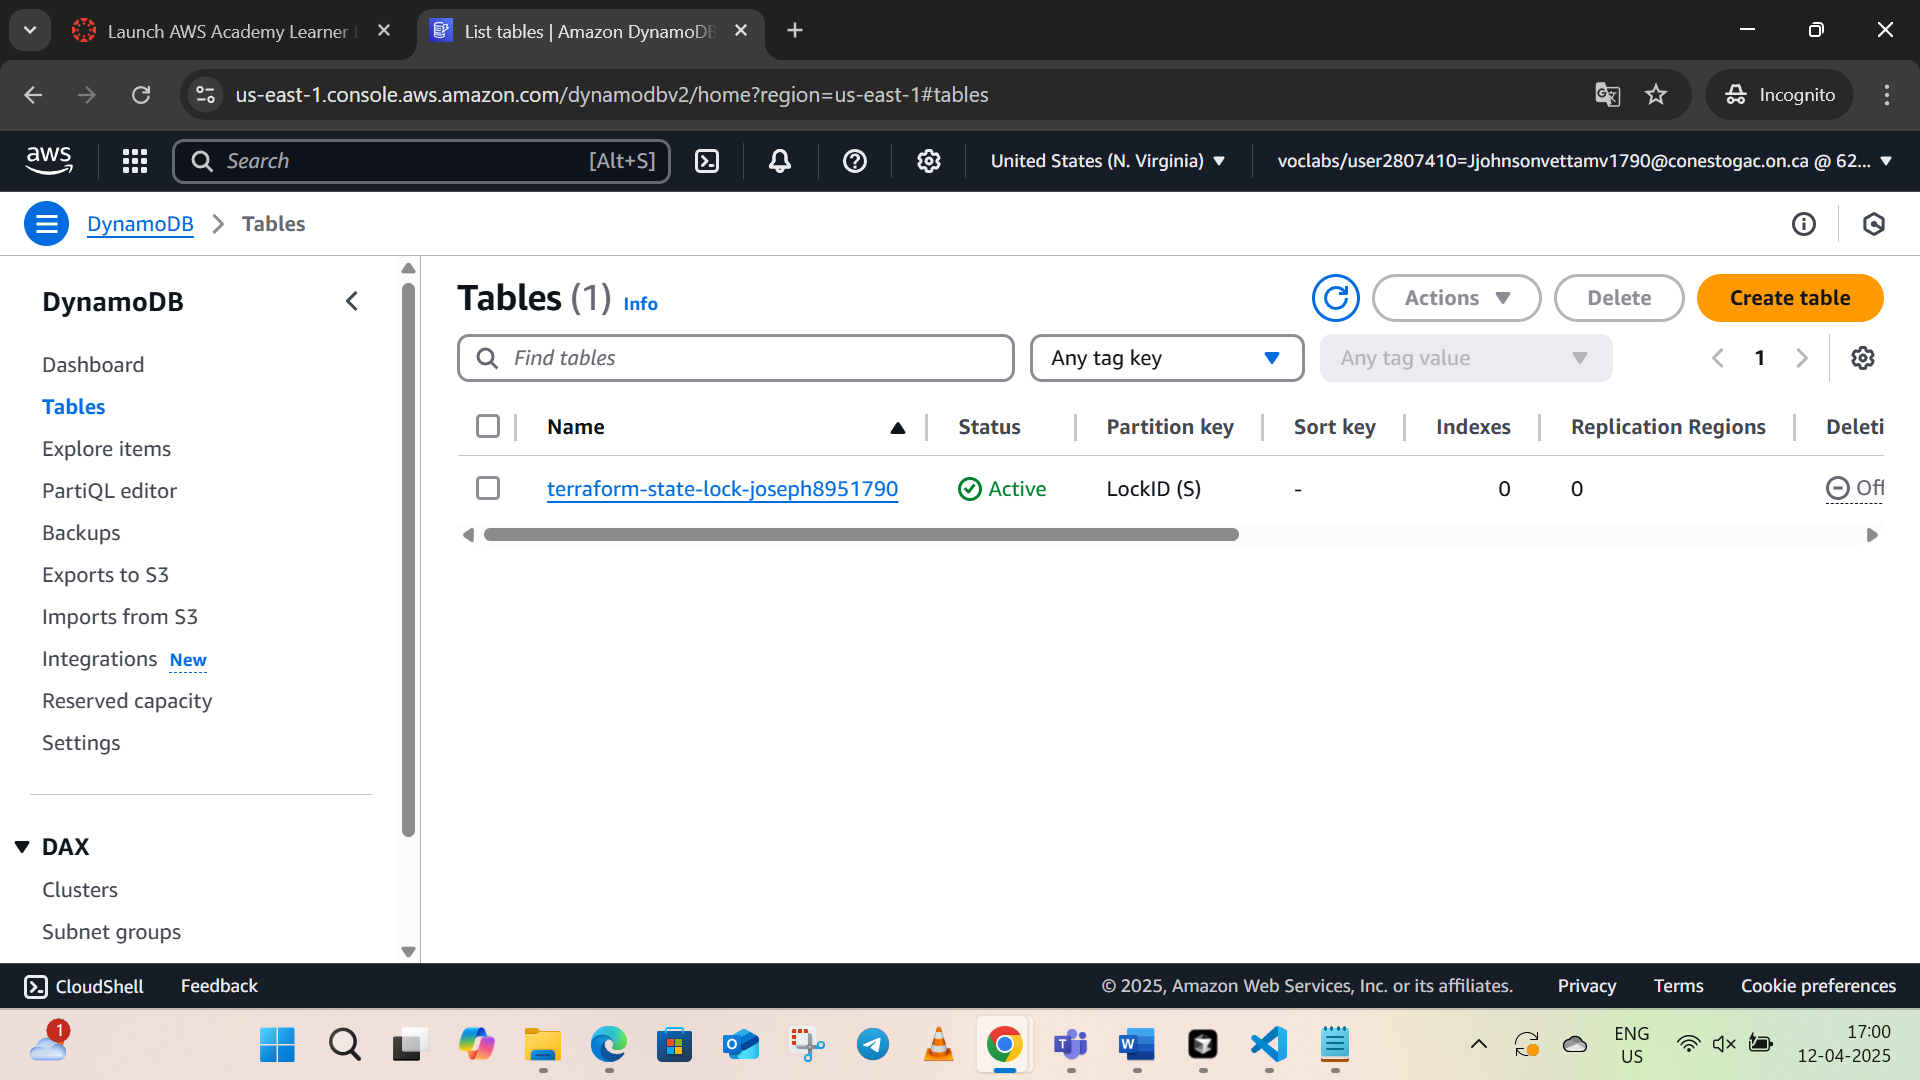 Launch AWS Academy Learner
List tables | Amazon DynamoDB
us-east-1.console.aws.amazon.com/dynamodbv2/home?region=us-east-1#tables
Incognito
aws
Search
[Alt+S]
United States (N. Virginia)
voclabs/user2807410=Jjohnsonvettamv1790@conestogac.on.ca @ 62...
DynamoDB
Tables
DynamoDB
Dashboard
Tables
Explore items
PartiQL editor
Backups
Exports to S3
Imports from S3
Integrations New
Reserved capacity
Settings
DAX
Clusters
Subnet groups
Tables (1) Info
Actions
Delete
Create table
Find tables
Any tag key
Any tag value
1
Name Status Partition key Sort key Indexes Replication Regions Deleti
terraform-state-lock-joseph8951790 Active LockID (S) - 0 0 Off
CloudShell
Feedback
© 2025, Amazon Web Services, Inc. or its affiliates.
Privacy
Terms
Cookie preferences
1
ENG
US
17:00
12-04-2025